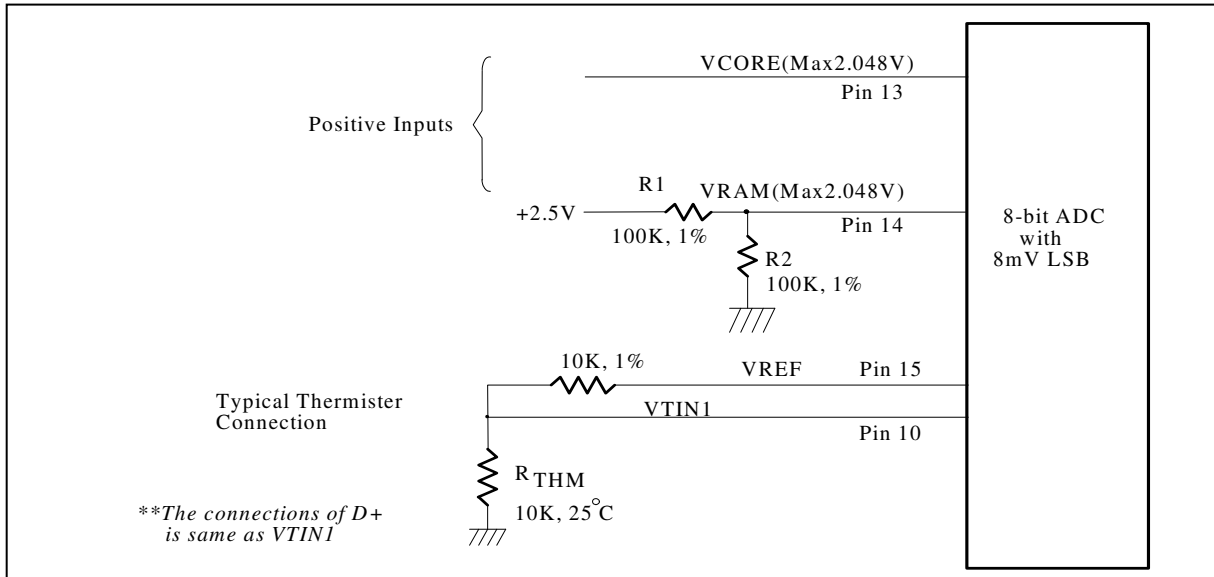 VCORE(Max2.048V)
Pin 13
Positive Inputs
R1
VRAM(Max2.048V)
+2.5V
Pin 14
100K, 1%
R2
100K, 1%
8-bit ADC
with
8mV LSB
10K, 1%
VREF
Pin 15
Typical Thermister
Connection
VTIN1
Pin 10
R THM
10K, 25°C
**The connections of D+
is same as VTIN1